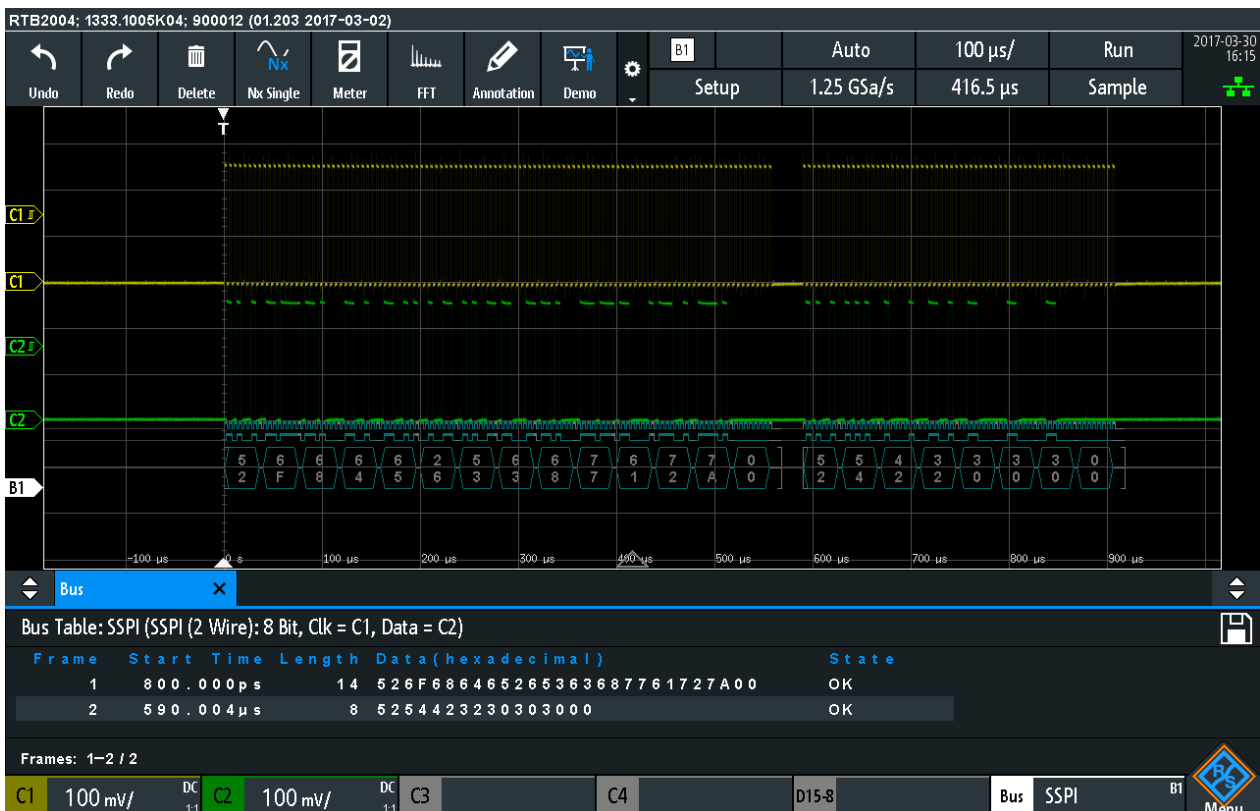 RTB2004; 1333.1005K04; 900012 (01.203 2017-03-02)
Undo Redo Delete Nx Single Meter FFT Annotation Demo
Nx
B1 Auto 100 µs/ Run
Setup 1.25 GSa/s 416.5 µs Sample
2017-03-30
16:15
T
C1
C1
C2
C2
5 6 6 6 6 2 5 6 6 7 6 7 7 0 5 5 4 3 3 3 3 0
2 F 8 4 5 6 3 3 8 7 1 2 A 0 2 4 2 2 0 0 0 0
B1
-100 µs 0 s 100 µs 200 µs 300 µs 400 µs 500 µs 600 µs 700 µs 800 µs 900 µs
Bus ×
Bus Table: SSPI (SSPI (2 Wire): 8 Bit, Clk = C1, Data = C2)
Frame Start Time Length Data(hexadecimal) State
1 800.000ps 14 526F686465265363687761727A00 OK
2 590.004µs 8 5254423230303000 OK
Frames: 1-2 / 2
C1 100 mV/ DC 1:1 C2 100 mV/ DC 1:1 C3 C4 D15-8 Bus SSPI B1
R&S
Menu